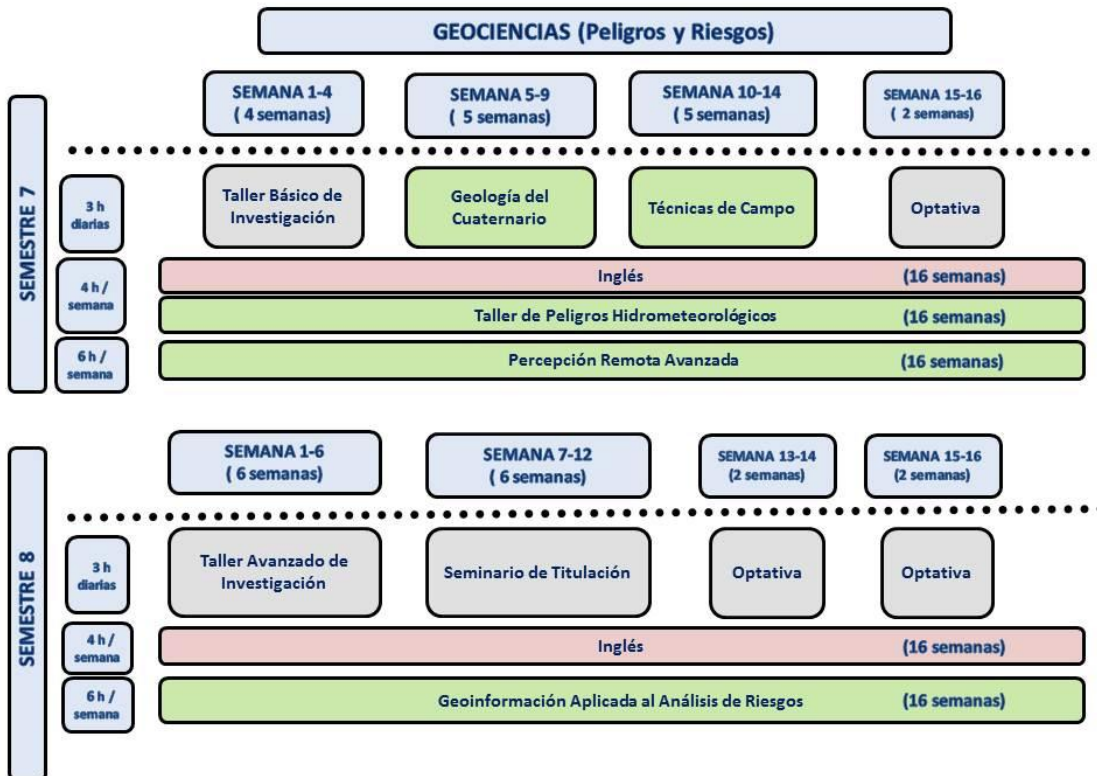 GEOCIENCIAS (Peligros y Riesgos)
SEMESTRE 7
SEMANA 1-4
( 4 semanas)
SEMANA 5-9
( 5 semanas)
SEMANA 10-14
( 5 semanas)
SEMANA 15-16
( 2 semanas)
3 h
diarias
Taller Básico de
Investigación
Geología del
Cuaternario
Técnicas de Campo
Optativa
4 h /
semana
Inglés (16 semanas)
Taller de Peligros Hidrometeorológicos (16 semanas)
6 h /
semana
Percepción Remota Avanzada (16 semanas)
SEMESTRE 8
SEMANA 1-6
( 6 semanas)
SEMANA 7-12
( 6 semanas)
SEMANA 13-14
(2 semanas)
SEMANA 15-16
(2 semanas)
3 h
diarias
Taller Avanzado de
Investigación
Seminario de Titulación
Optativa
Optativa
4 h /
semana
Inglés (16 semanas)
6 h /
semana
Geoinformación Aplicada al Análisis de Riesgos (16 semanas)